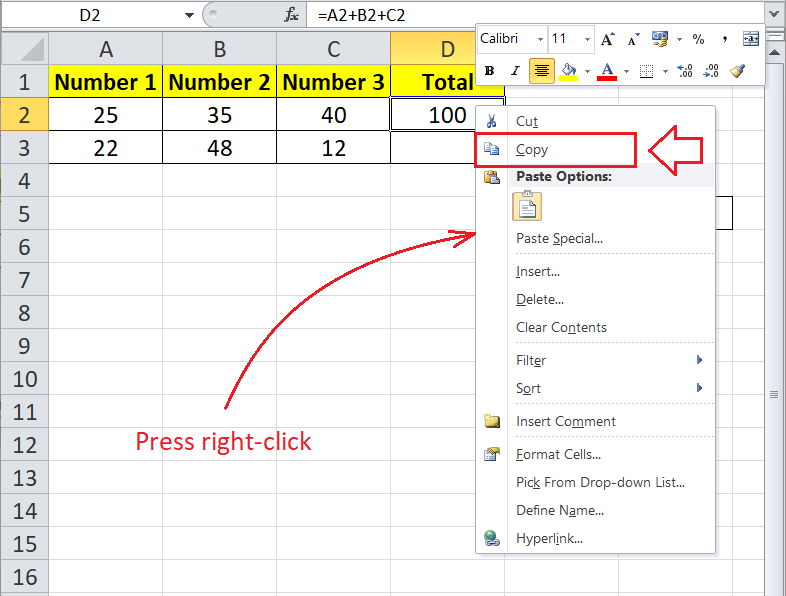 D2 fx =A2+B2+C2
Calibri 11 A A % ,
B I A .00 .0
A B C D
1 Number 1 Number 2 Number 3 Total
2 25 35 40 100
3 22 48 12
4
5
6
7
8
9
10
11
12
13
14
15
16
Cut
Copy
Paste Options:
Paste Special...
Insert...
Delete...
Clear Contents
Filter
Sort
Insert Comment
Format Cells...
Pick From Drop-down List...
Define Name...
Hyperlink...
Press right-click